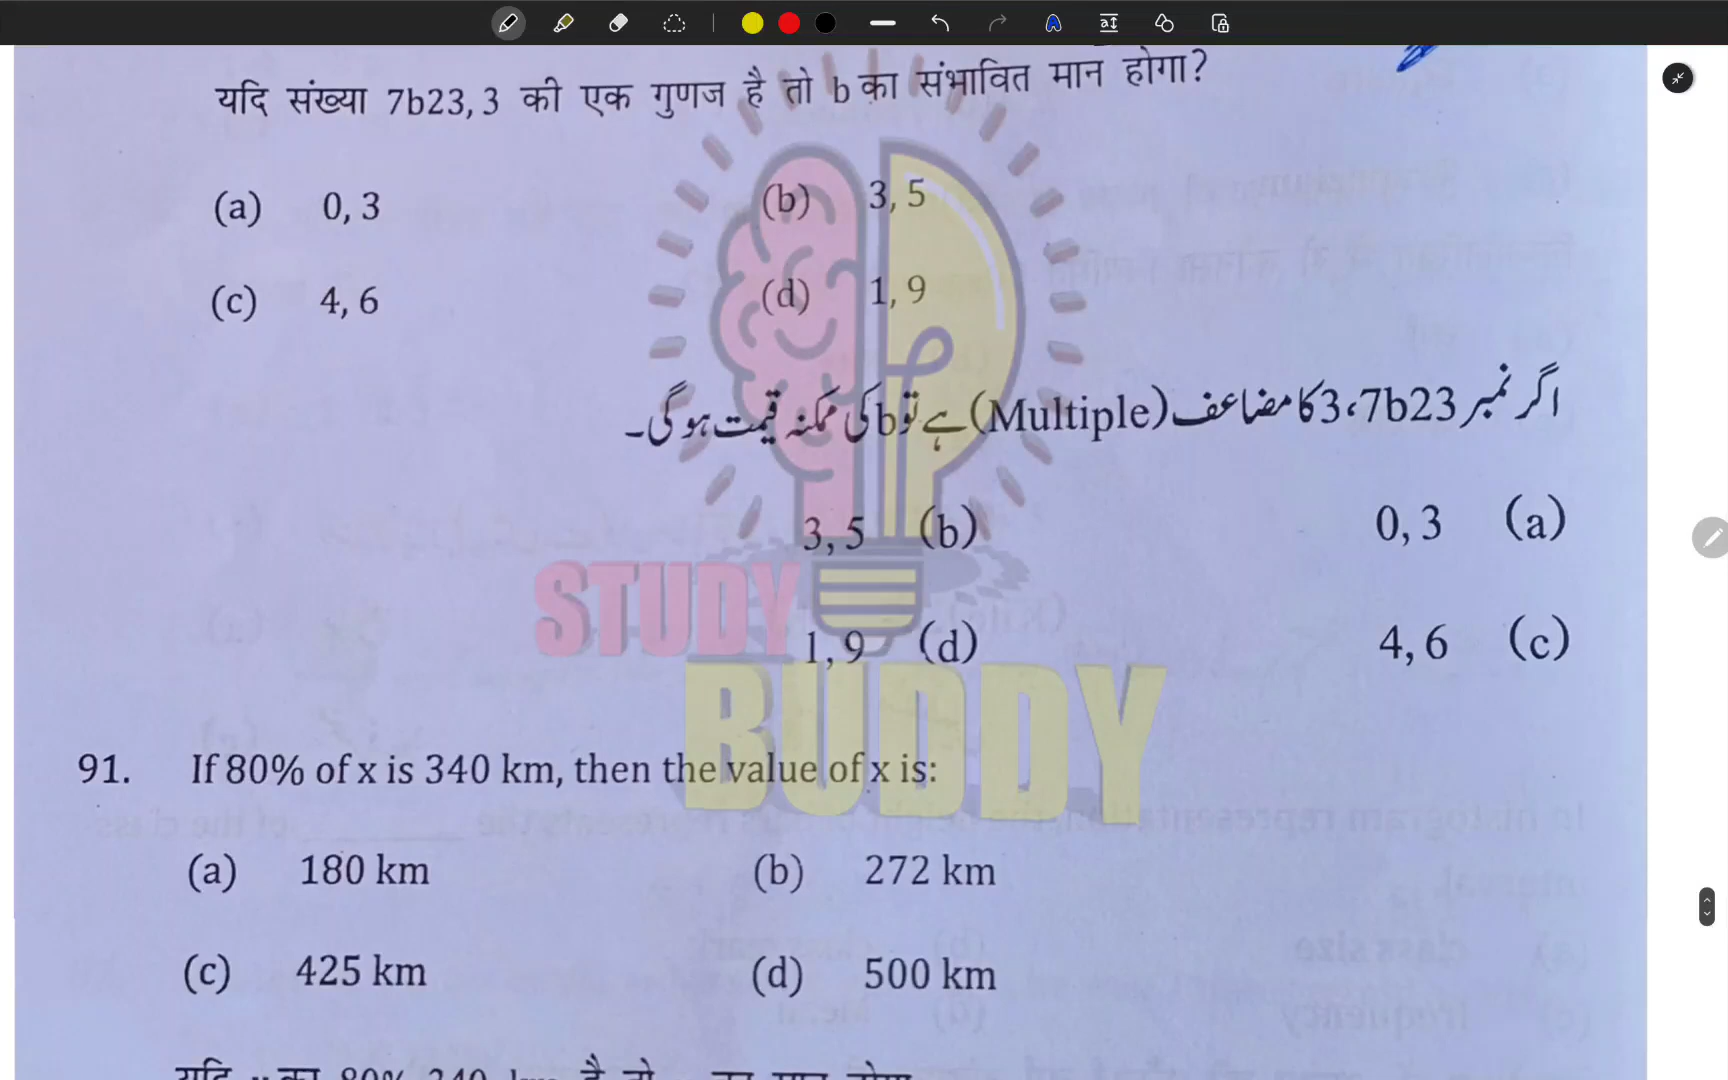 यदि संख्या 7b23, 3 की एक गुणज है तो b का संभावित मान होगा?
(a) 0, 3 (b) 3, 5
(c) 4, 6 (d) 1, 9
اگر نمبر 7b23، 3 کا مضاعف (Multiple) ہے تو b کی ممکنہ قیمت ہوگی۔
(a) 0, 3 (b) 3, 5
(c) 4, 6 (d) 1, 9
STUDY
BUDDY
91. If 80% of x is 340 km, then the value of x is:
(a) 180 km (b) 272 km
(c) 425 km (d) 500 km